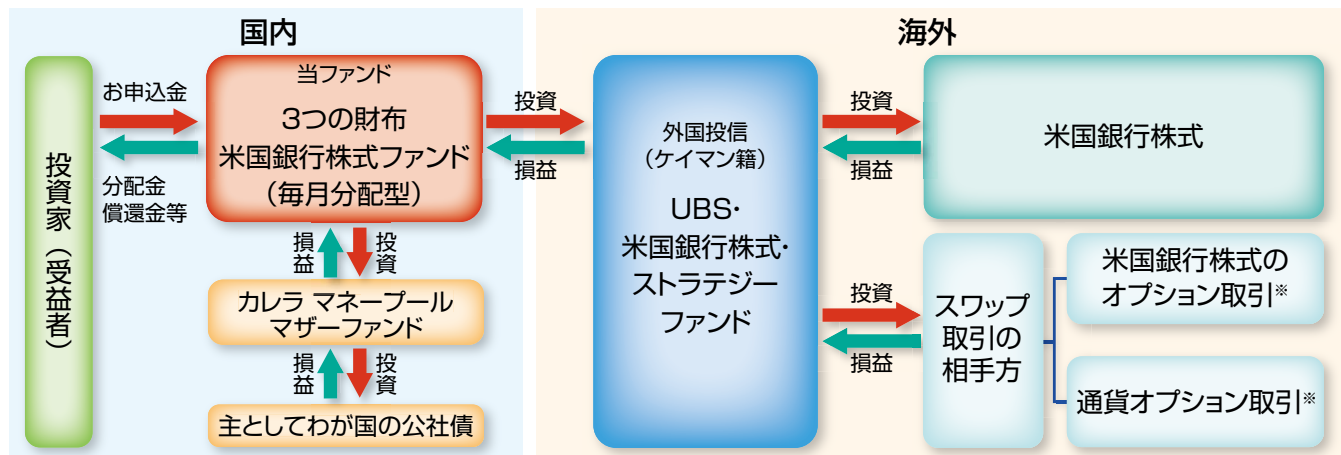 国内
海外
投資家（受益者）
お申込金
分配金
償還金等
当ファンド
3つの財布
米国銀行株式ファンド
（毎月分配型）
損益
投資
カレラ マネープール
マザーファンド
損益
投資
主としてわが国の公社債
投資
損益
外国投信
（ケイマン籍）
UBS・
米国銀行株式・
ストラテジー
ファンド
投資
損益
米国銀行株式
投資
損益
スワップ
取引の
相手方
米国銀行株式の
オプション取引※
通貨オプション取引※